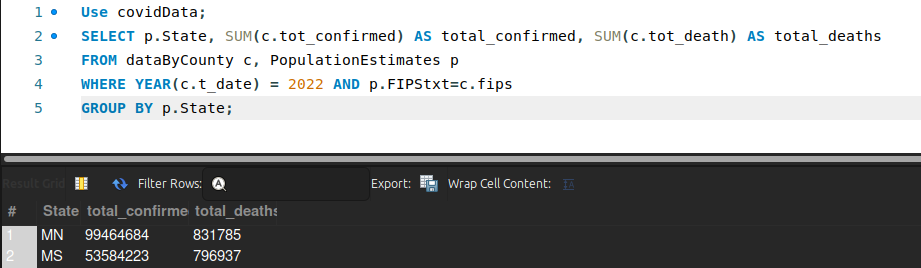 1 Use covidData;
2 SELECT p.State, SUM(c.tot_confirmed) AS total_confirmed, SUM(c.tot_death) AS total_deaths
3 FROM dataByCounty c, PopulationEstimates p
4 WHERE YEAR(c.t_date) = 2022 AND p.FIPStxt=c.fips
5 GROUP BY p.State;
Result Grid Filter Rows: A Export: Wrap Cell Content: IA
# State total_confirme total_deaths
1 MN 99464684 831785
2 MS 53584223 796937